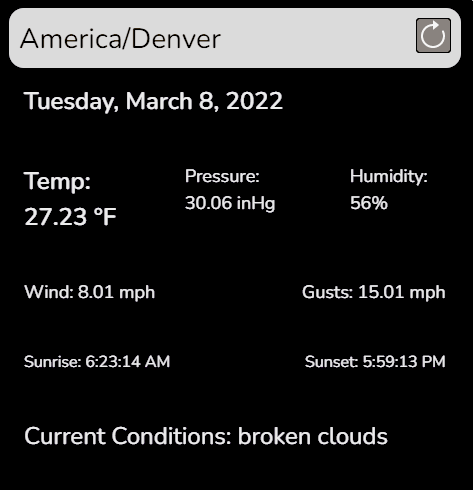 America/Denver
Tuesday, March 8, 2022
Temp:
27.23 °F
Pressure:
30.06 inHg
Humidity:
56%
Wind: 8.01 mph
Gusts: 15.01 mph
Sunrise: 6:23:14 AM
Sunset: 5:59:13 PM
Current Conditions: broken clouds